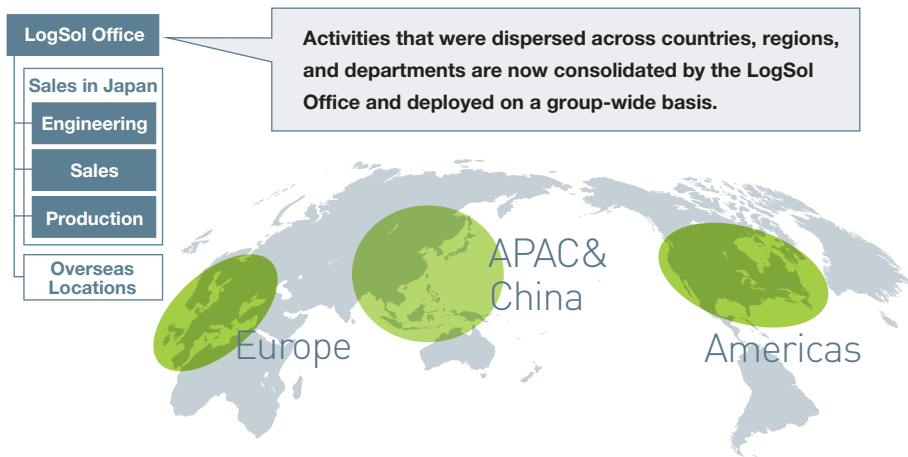 LogSol Office
Activities that were dispersed across countries, regions,
and departments are now consolidated by the LogSol
Office and deployed on a group-wide basis.
Sales in Japan
Engineering
Sales
Production
Overseas
Locations
Europe
APAC&
China
Americas